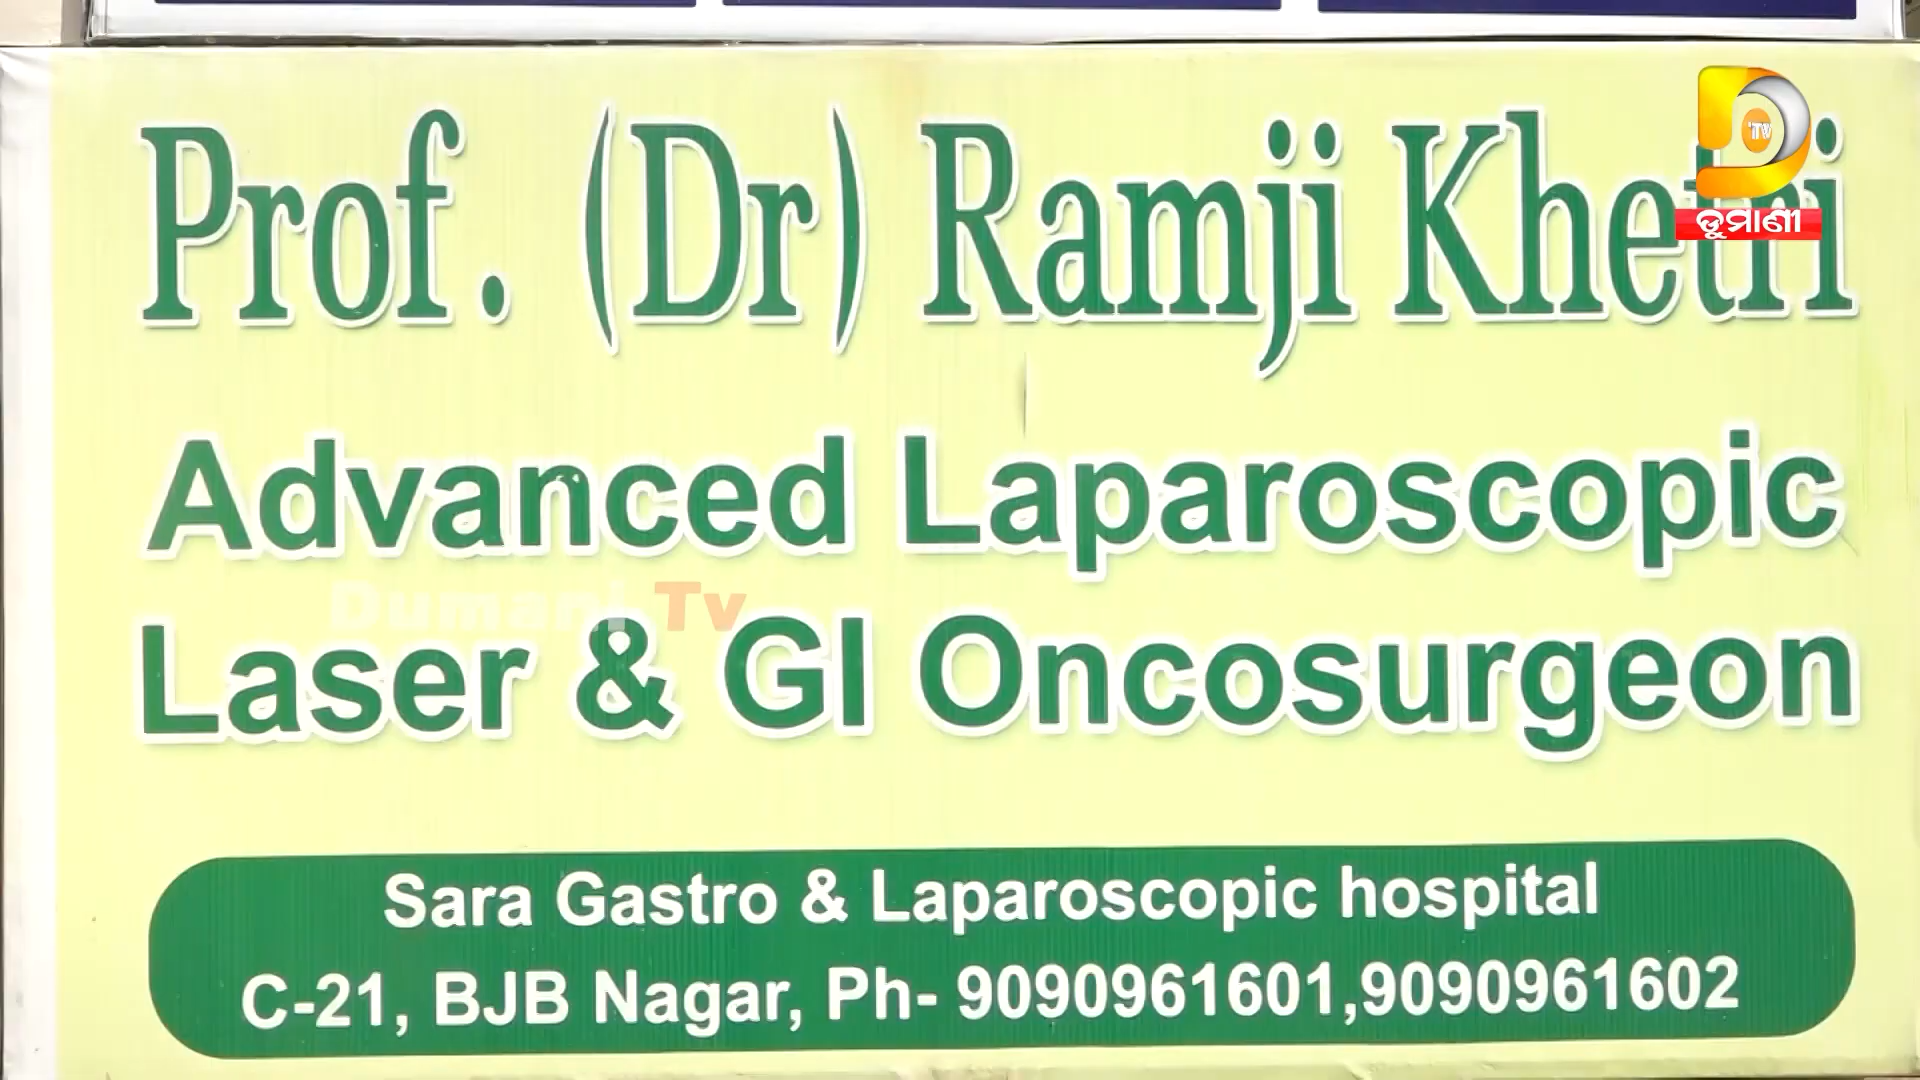 Prof. (Dr) Ramji Khetri
TV
ଡୁମାଣୀ
Advanced Laparoscopic
Dumani Tv
Laser & GI Oncosurgeon
Sara Gastro & Laparoscopic hospital
C-21, BJB Nagar, Ph- 9090961601,9090961602